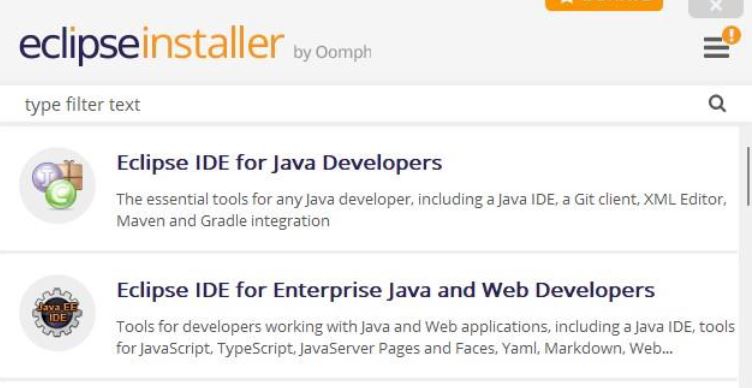 eclipseinstaller by Oomph
type filter text
Eclipse IDE for Java Developers
The essential tools for any Java developer, including a Java IDE, a Git client, XML Editor,
Maven and Gradle integration
Java EE
IDE
Eclipse IDE for Enterprise Java and Web Developers
Tools for developers working with Java and Web applications, including a Java IDE, tools
for JavaScript, TypeScript, JavaServer Pages and Faces, Yaml, Markdown, Web...